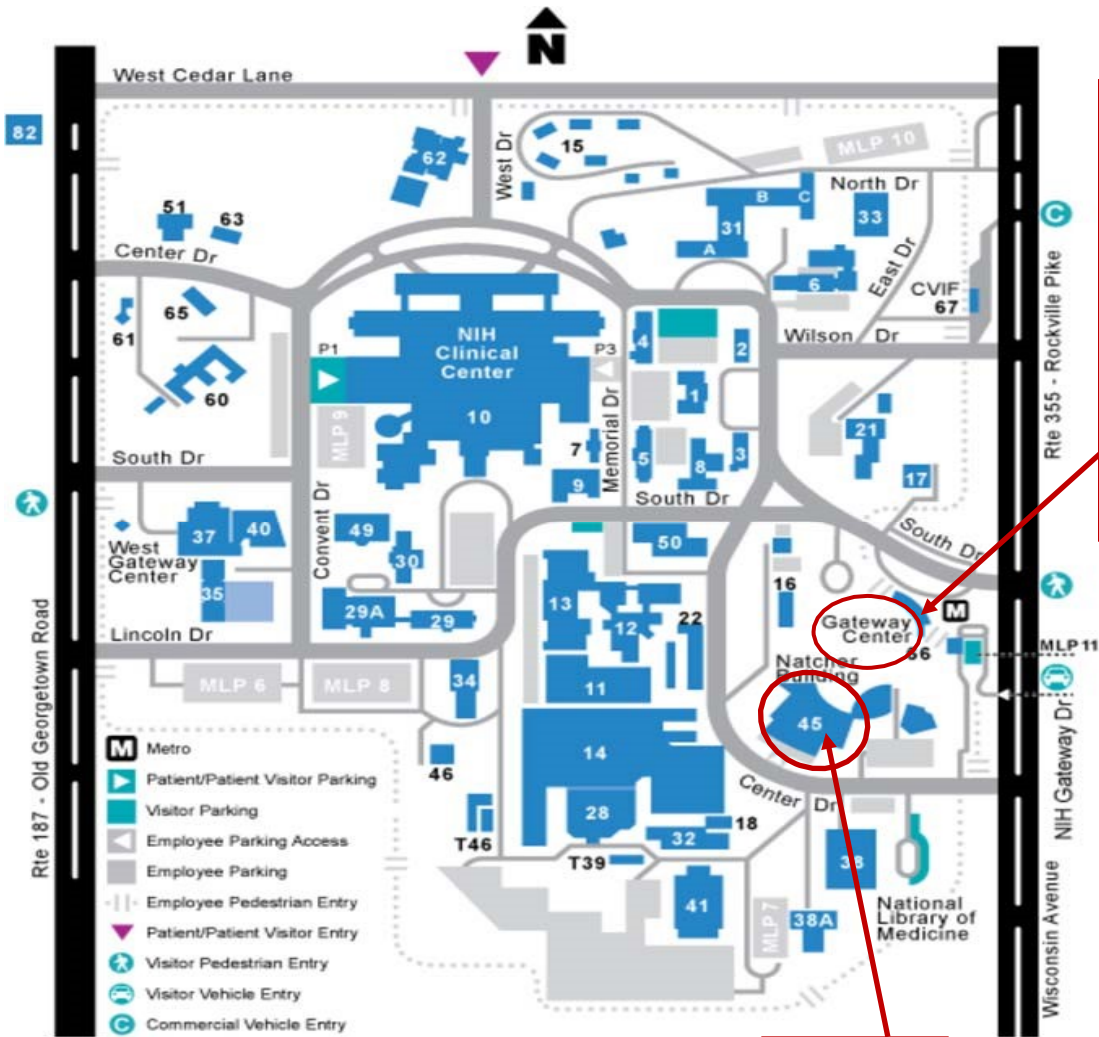 N
West Cedar Lane
82
62
West Dr
15
MLP 10
B
C
North Dr
31
33
A
51
63
Center Dr
6
East Dr
C
Rte 355 - Rockville Pike
CVIF
67
65
61
NIH
Clinical
Center
P1
P3
4
2
Wilson Dr
60
10
1
MLP 9
Memorial Dr
7
5
8
3
21
South Dr
9
South Dr
17
37
40
Convent Dr
49
30
50
South Dr
West
Gateway
Center
35
16
M
29A
29
13
12
22
Gateway
Center
66
MLP 11
Lincoln Dr
Natcher
Building
MLP 6
MLP 8
34
11
45
14
46
Center Dr
NIH Gateway Dr
Rte 187 - Old Georgetown Road
28
18
T46
32
T39
38
41
MLP 7
38A
National
Library of
Medicine
Wisconsin Avenue
M Metro
Patient/Patient Visitor Parking
Visitor Parking
Employee Parking Access
Employee Parking
Employee Pedestrian Entry
Patient/Patient Visitor Entry
Visitor Pedestrian Entry
Visitor Vehicle Entry
C Commercial Vehicle Entry